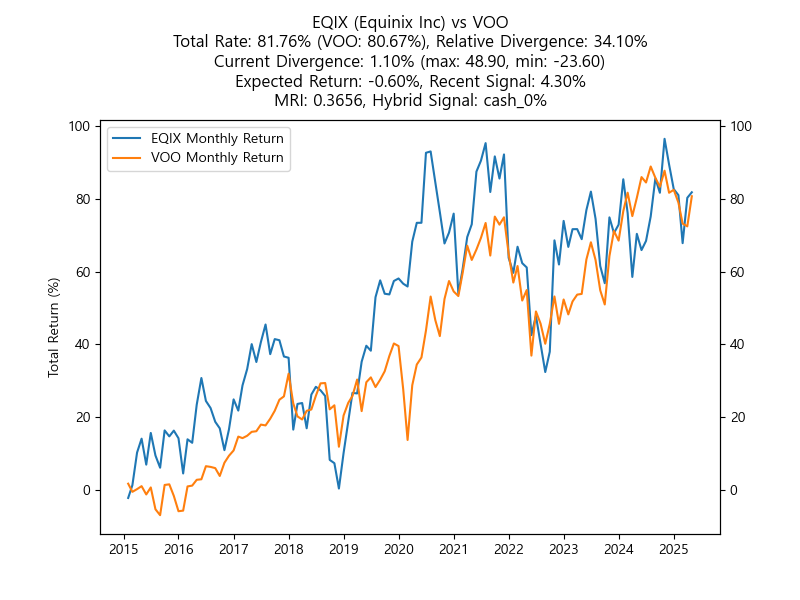 EQIX (Equinix Inc) vs VOO
Total Rate: 81.76% (VOO: 80.67%), Relative Divergence: 34.10%
Current Divergence: 1.10% (max: 48.90, min: -23.60)
Expected Return: -0.60%, Recent Signal: 4.30%
MRI: 0.3656, Hybrid Signal: cash_0%
EQIX Monthly Return
VOO Monthly Return
Total Return (%)
100
80
60
40
20
0
100
80
60
40
20
0
2015 2016 2017 2018 2019 2020 2021 2022 2023 2024 2025